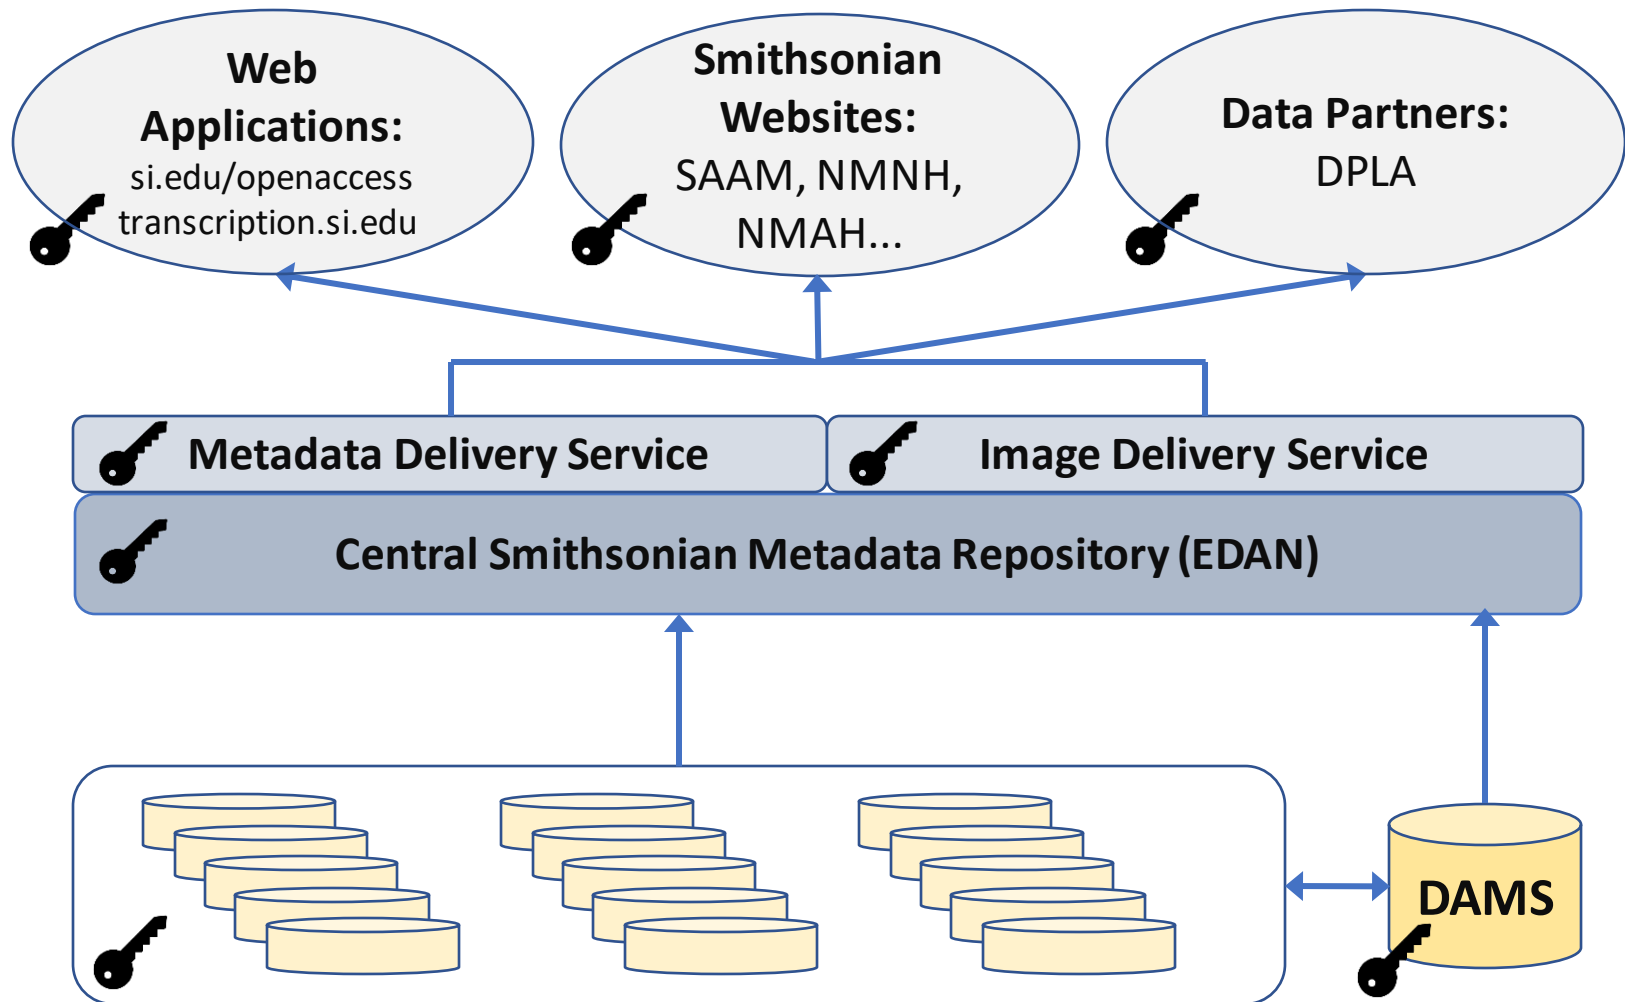 Web
Applications:
si.edu/openaccess
transcription.si.edu
Smithsonian
Websites:
SAAM, NMNH,
NMAH...
Data Partners:
DPLA
Metadata Delivery Service
Image Delivery Service
Central Smithsonian Metadata Repository (EDAN)
DAMS